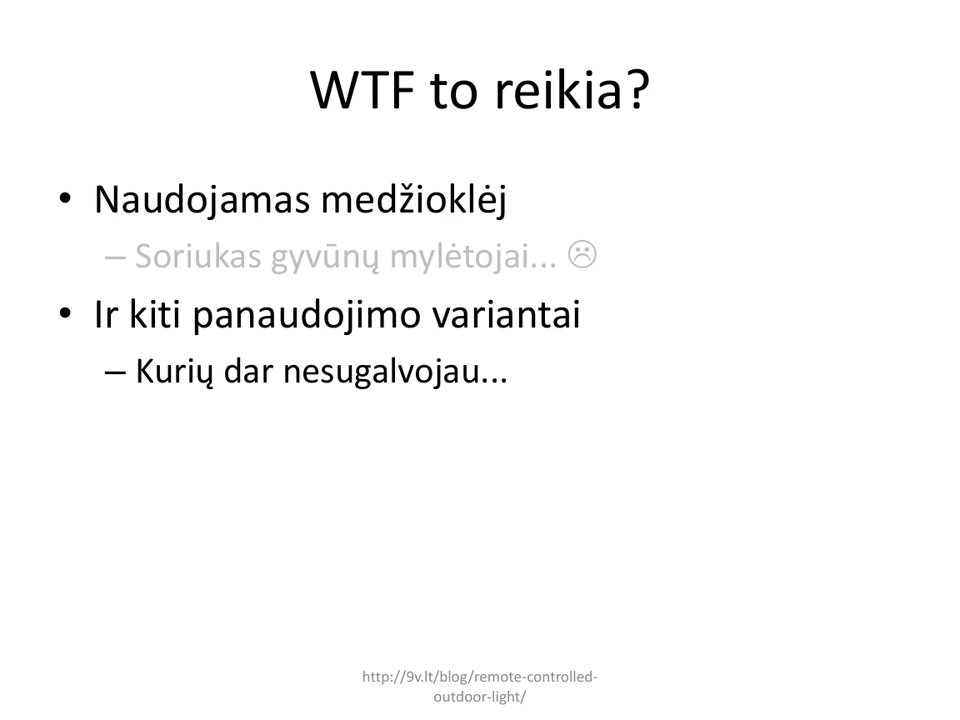 WTF to reikia?
• Naudojamas medžioklėj
– Soriukas gyvūnų mylėtojai... ☹
• Ir kiti panaudojimo variantai
– Kurių dar nesugalvojau...
http://9v.lt/blog/remote-controlled-
outdoor-light/